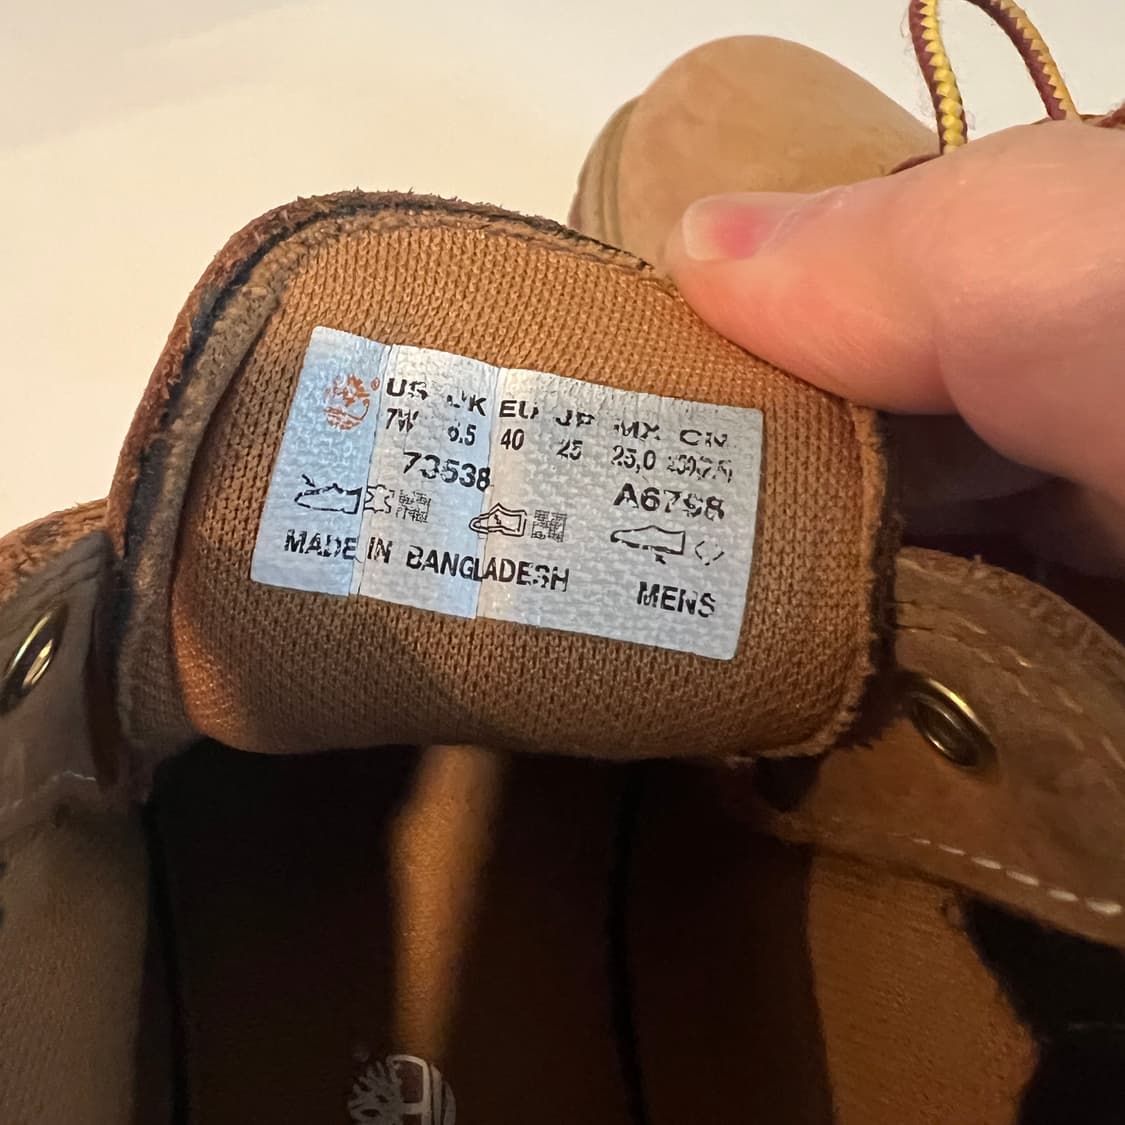 US UK EU JP MX CN
7W 6.5 40 25 25,0
73538 A6798
MADE IN BANGLADESH MENS